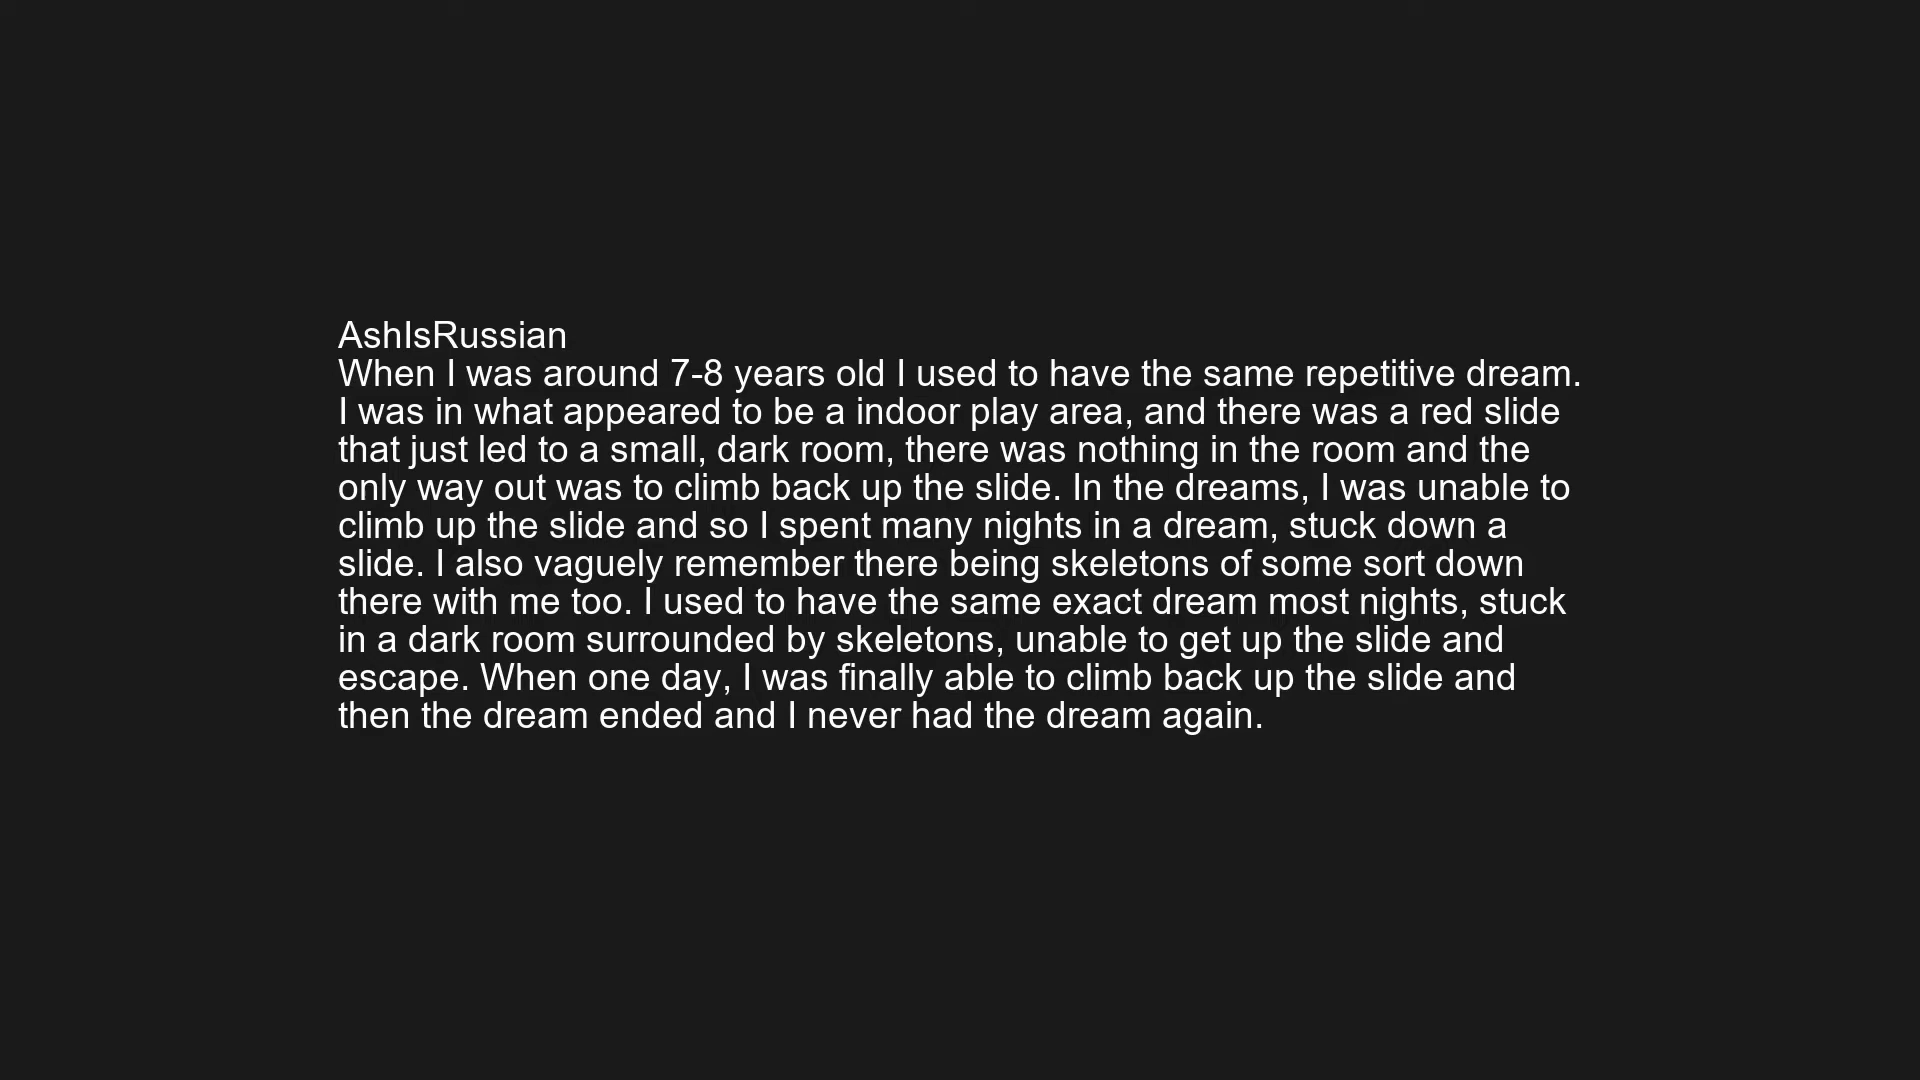 AshIsRussian
When I was around 7-8 years old I used to have the same repetitive dream.
I was in what appeared to be a indoor play area, and there was a red slide
that just led to a small, dark room, there was nothing in the room and the
only way out was to climb back up the slide. In the dreams, I was unable to
climb up the slide and so I spent many nights in a dream, stuck down a
slide. I also vaguely remember there being skeletons of some sort down
there with me too. I used to have the same exact dream most nights, stuck
in a dark room surrounded by skeletons, unable to get up the slide and
escape. When one day, I was finally able to climb back up the slide and
then the dream ended and I never had the dream again.